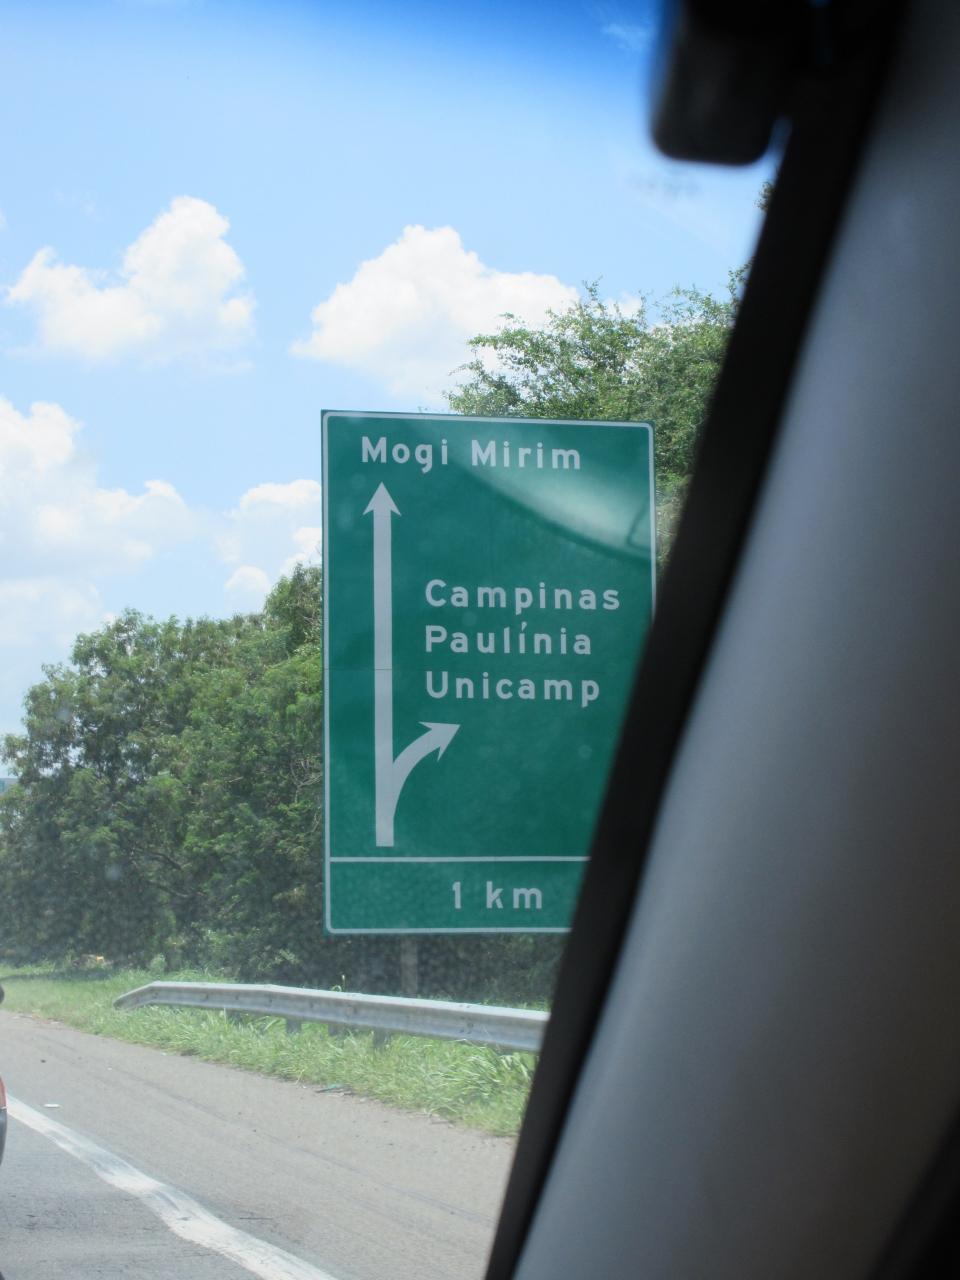 Mogi Mirim
Campinas
Paulínia
Unicamp
1 km